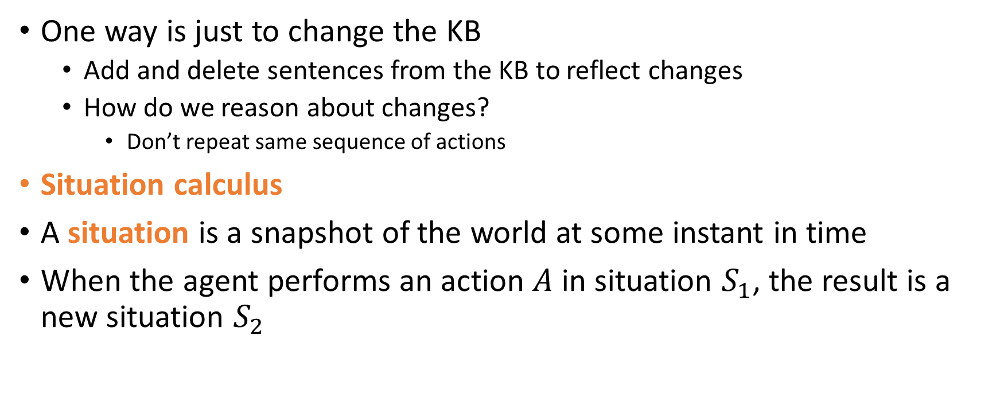 • One way is just to change the KB
• Add and delete sentences from the KB to reflect changes
• How do we reason about changes?
• Don’t repeat same sequence of actions
• Situation calculus
• A situation is a snapshot of the world at some instant in time
• When the agent performs an action A in situation S₁, the result is a
new situation S₂